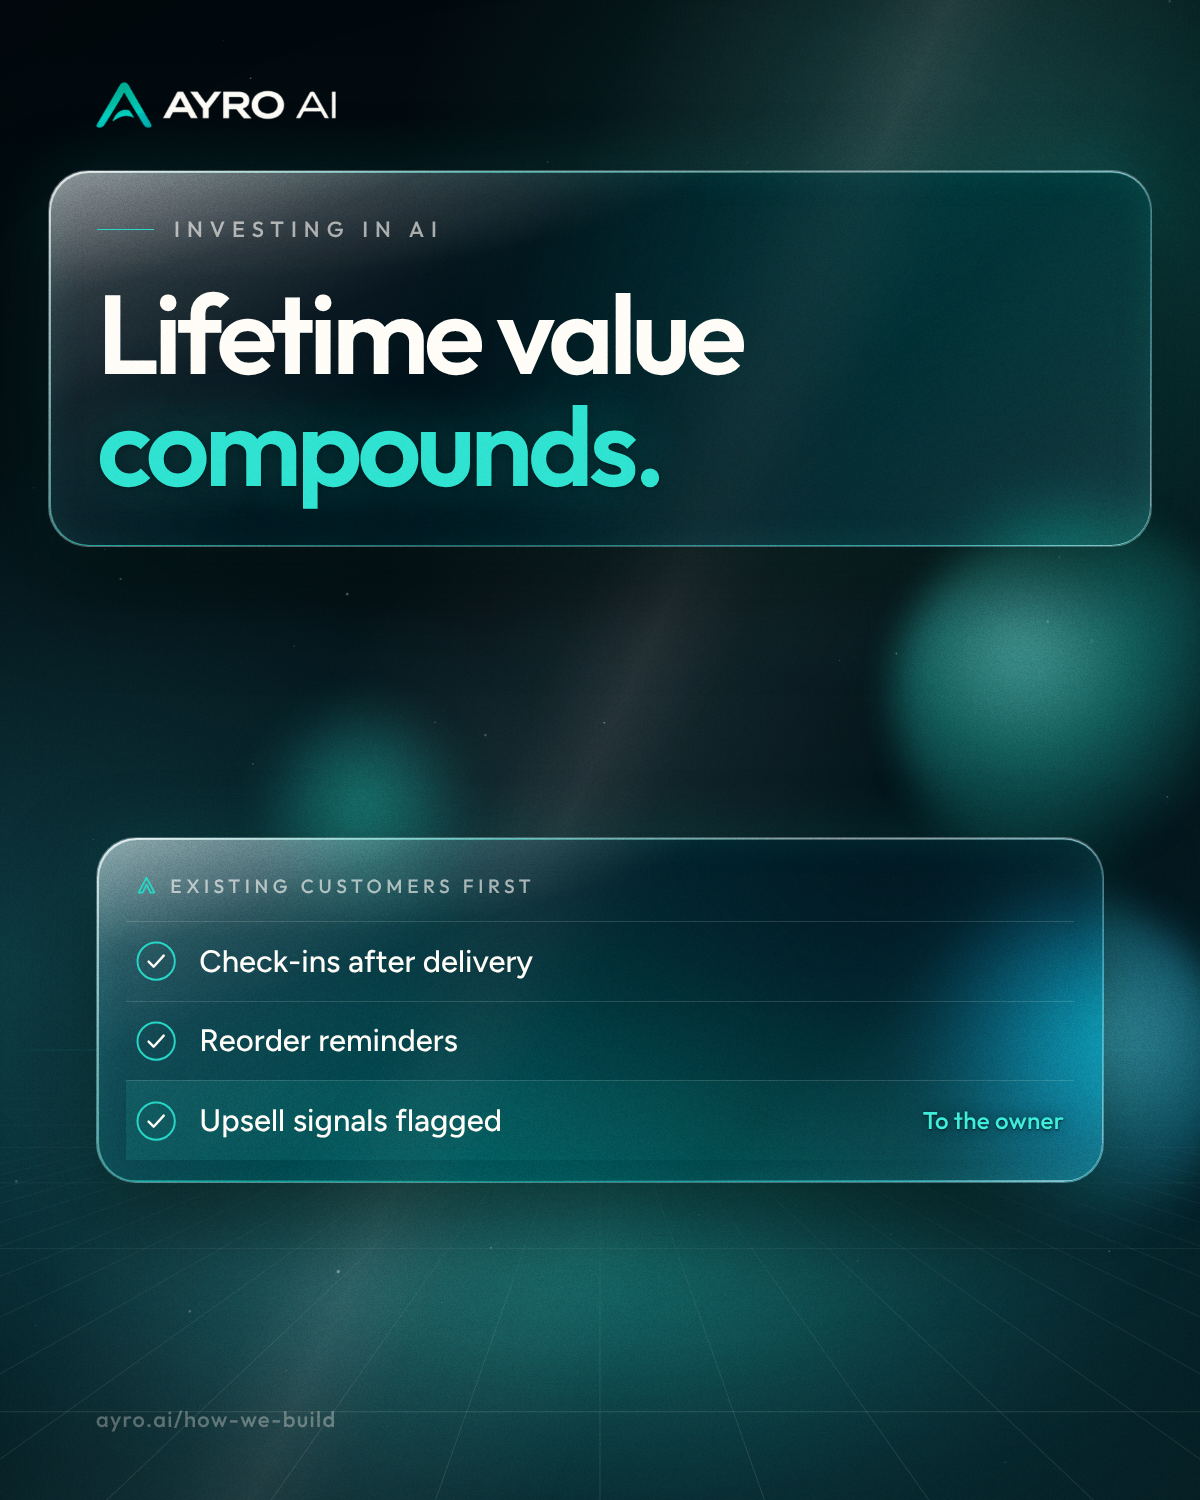 AYRO AI
INVESTING IN AI
Lifetime value
compounds.
EXISTING CUSTOMERS FIRST
Check-ins after delivery
Reorder reminders
Upsell signals flagged
To the owner
ayro.ai/how-we-build